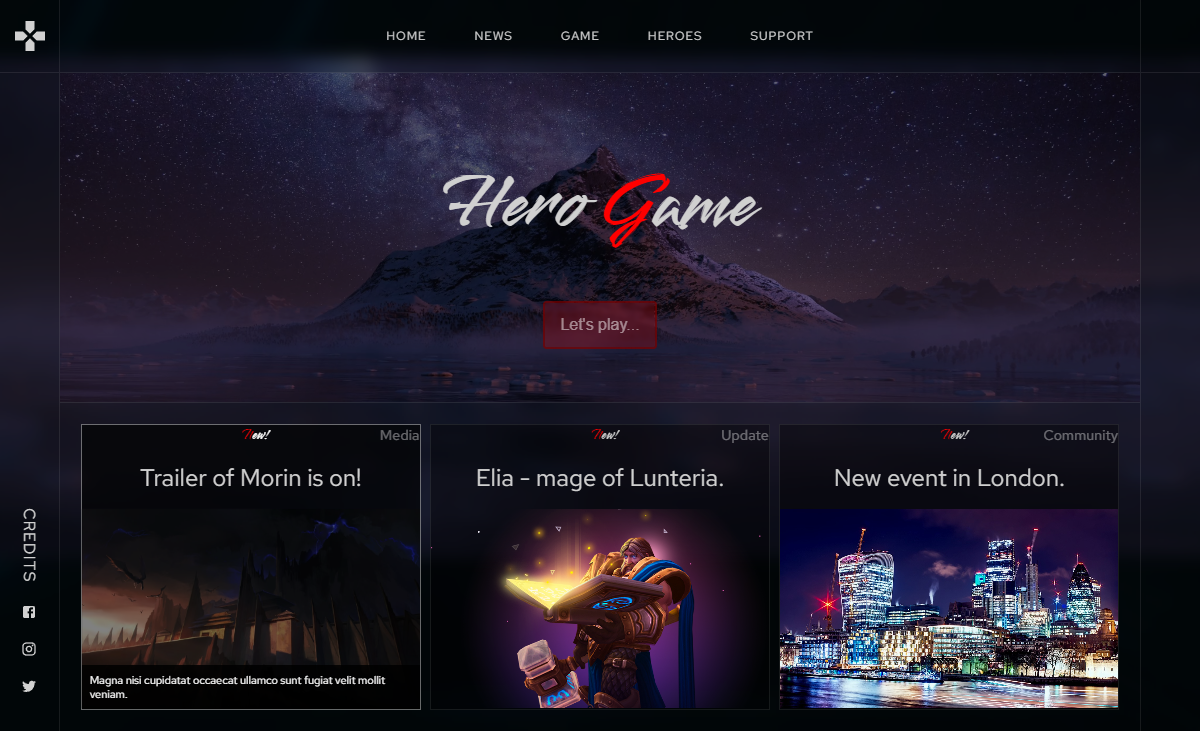 HOME NEWS GAME HEROES SUPPORT
Hero Game
Let's play...
New! Media
Trailer of Morin is on!
Magna nisi cupidatat occaecat ullamco sunt fugiat velit mollit
veniam.
New! Update
Elia - mage of Lunteria.
New! Community
New event in London.
CREDITS